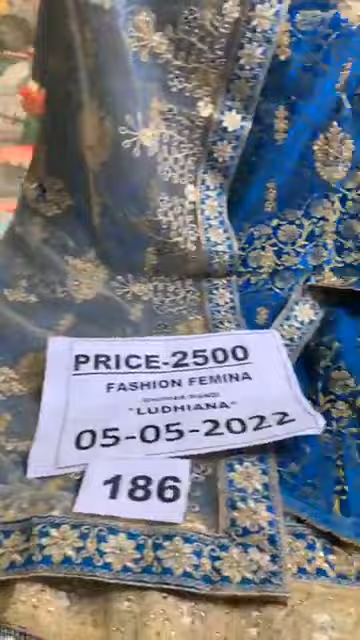 PRICE-2500
FASHION FEMINA
"LUDHIANA"
05-05-2022
186